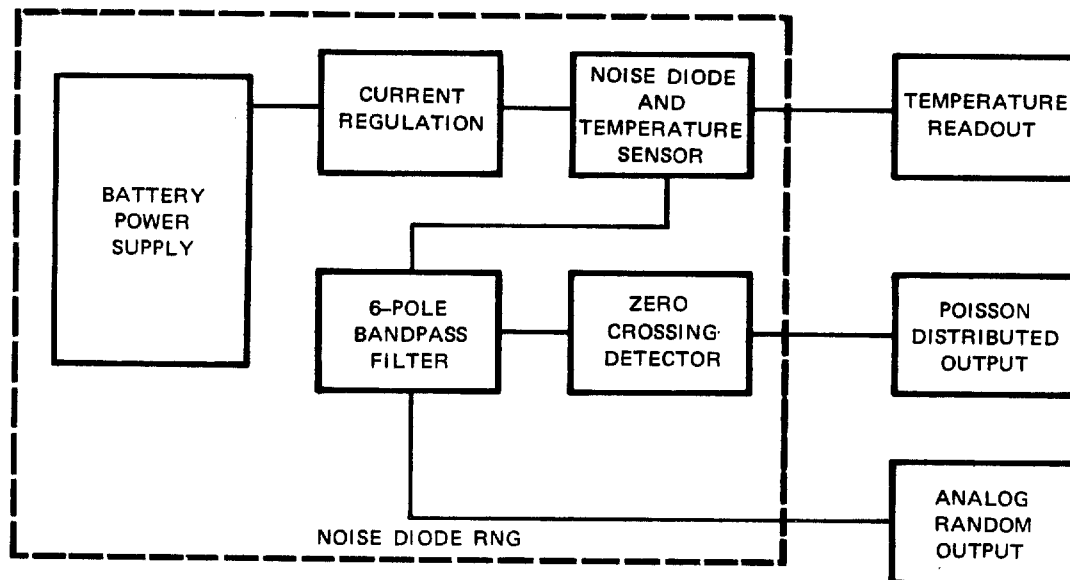 BATTERY
POWER
SUPPLY
CURRENT
REGULATION
NOISE DIODE
AND
TEMPERATURE
SENSOR
TEMPERATURE
READOUT
6-POLE
BANDPASS
FILTER
ZERO
CROSSING
DETECTOR
POISSON
DISTRIBUTED
OUTPUT
ANALOG
RANDOM
OUTPUT
NOISE DIODE RNG